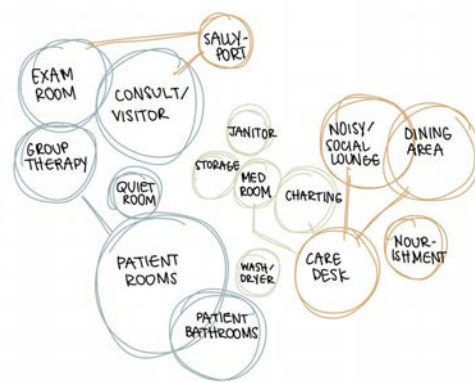 SALLY-
PORT
EXAM
ROOM
CONSULT/
VISITOR
GROUP
THERAPY
JANITOR
STORAGE
MED
ROOM
CHARTING
NOISY/
SOCIAL
LOUNGE
DINING
AREA
QUIET
ROOM
PATIENT
ROOMS
WASH/
DRYER
CARE
DESK
NOUR-
ISHMENT
PATIENT
BATHROOMS